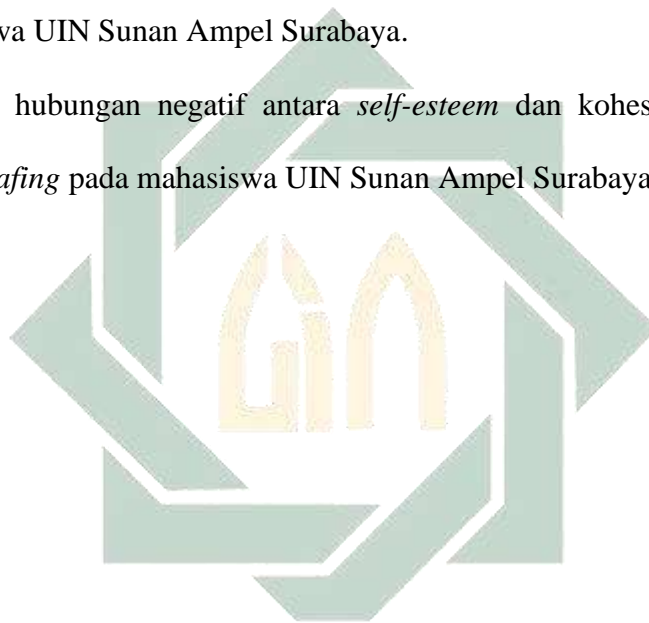 wa UIN Sunan Ampel Surabaya.
hubungan negatif antara self-esteem dan kohes
afing pada mahasiswa UIN Sunan Ampel Surabaya